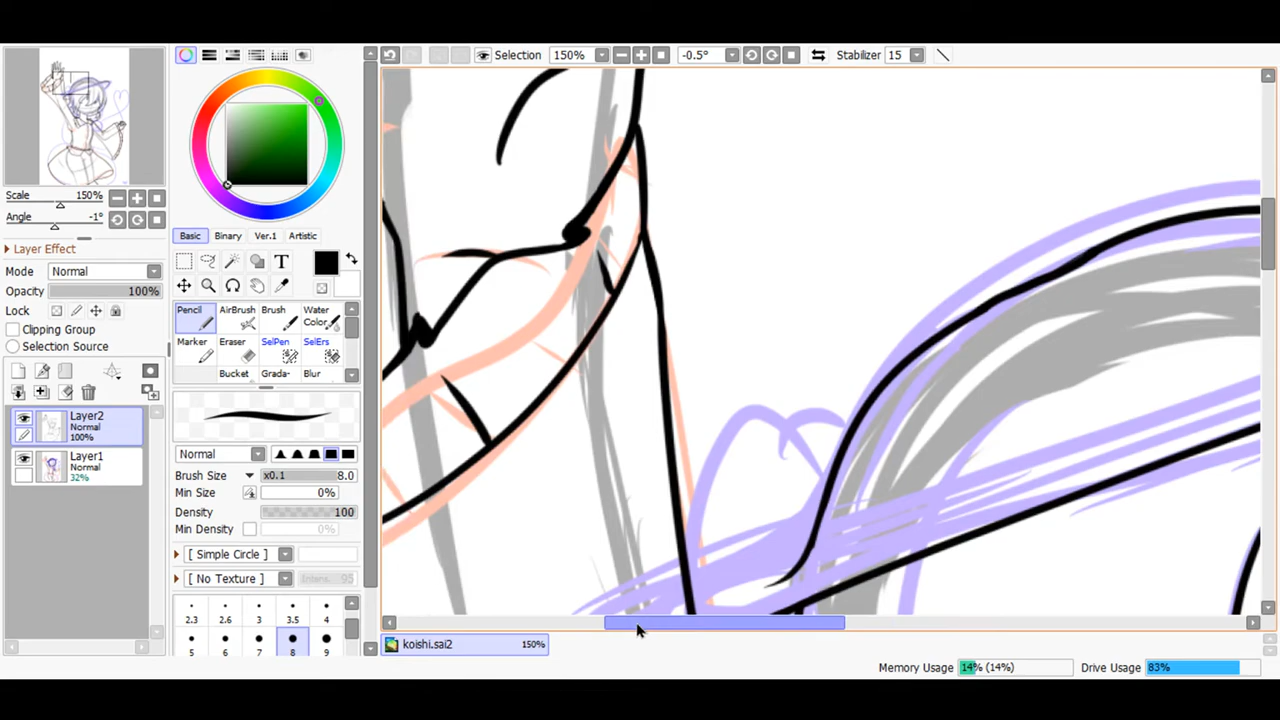 Selection 150% -0.5° Stabilizer 15
Scale 150%
Angle -1°
Layer Effect
Mode Normal
Opacity 100%
Lock
Clipping Group
Selection Source
Layer2
Normal
100%
Layer1
Normal
32%
Basic Binary Ver.1 Artistic
T
Pencil AirBrush Brush Water
Color
Marker Eraser SelPen SelErs
Bucket Grada- Blur
Normal
Brush Size x0.1 8.0
Min Size 0%
Density 100
Min Density 0%
[ Simple Circle ]
[ No Texture ] Intens. 95
2.3 2.6 3 3.5 4
5 6 7 8 9
koishi.sai2 150%
Memory Usage 14% (14%) Drive Usage 83%